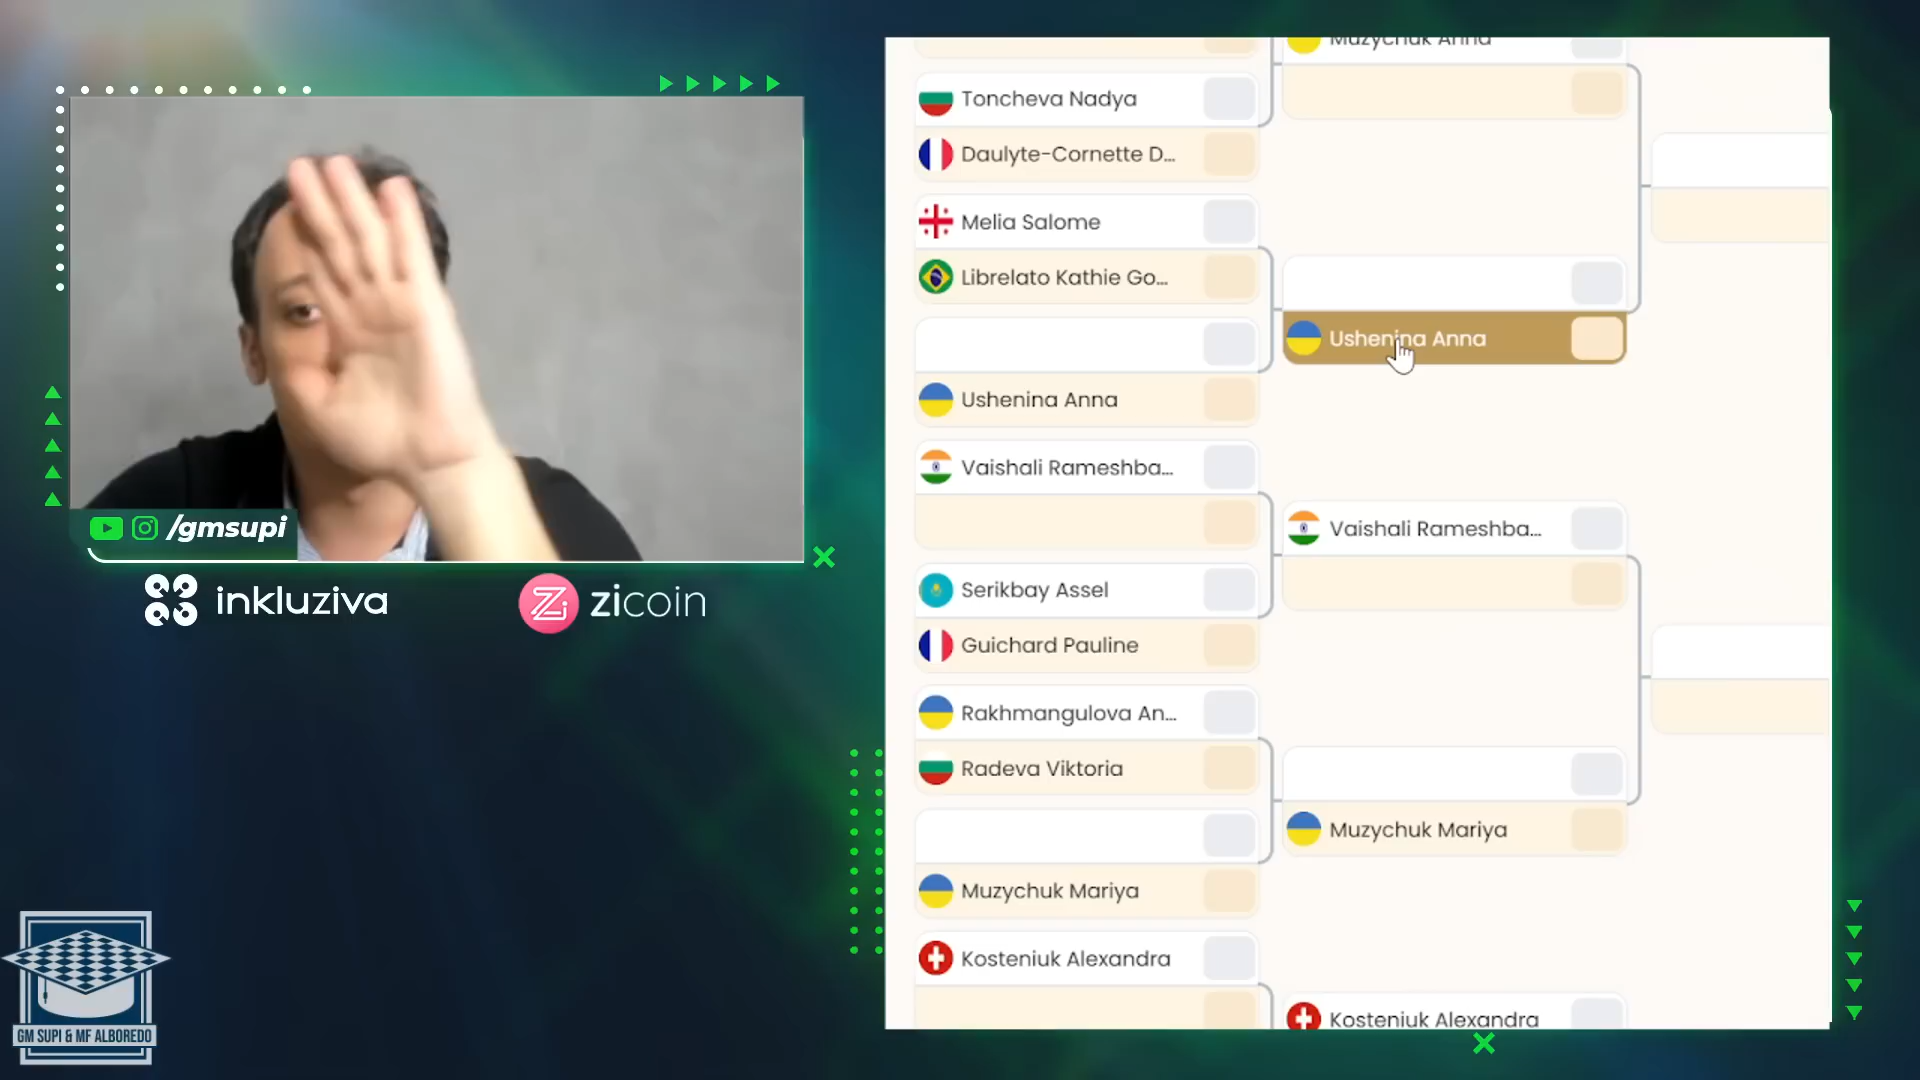 /gmsupi
inkluziva
zicoin
GM SUPI & MF ALBOREDO
Toncheva Nadya
Daulyte-Cornette D...
Melia Salome
Librelato Kathie Go...
Ushenina Anna
Vaishali Rameshba...
Serikbay Assel
Guichard Pauline
Rakhmangulova An...
Radeva Viktoria
Muzychuk Mariya
Kosteniuk Alexandra
Muzychuk Anna
Ushenina Anna
Vaishali Rameshba...
Muzychuk Mariya
Kosteniuk Alexandra